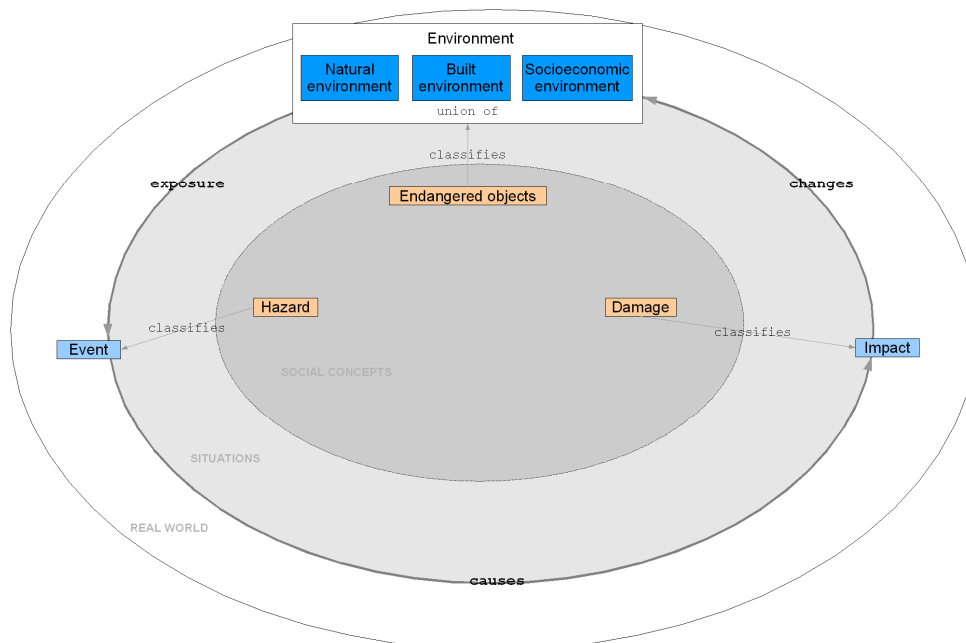 Environment
Natural
environment
Built
environment
Socioeconomic
environment
union of
classifies
exposure
changes
Endangered objects
Hazard
Damage
classifies
classifies
Event
Impact
SOCIAL CONCEPTS
SITUATIONS
REAL WORLD
causes